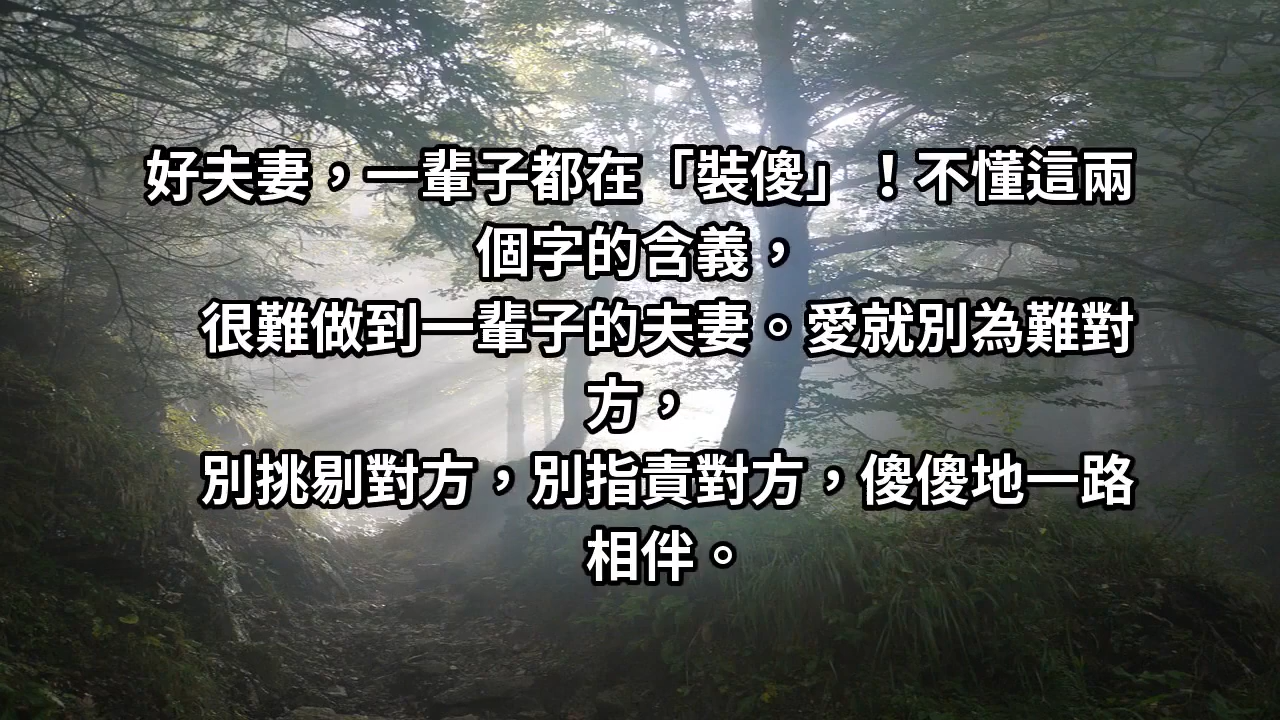 好夫妻，一輩子都在「裝傻」！不懂這兩
個字的含義，
很難做到一輩子的夫妻。愛就別為難對
方，
別挑剔對方，別指責對方，傻傻地一路
相伴。